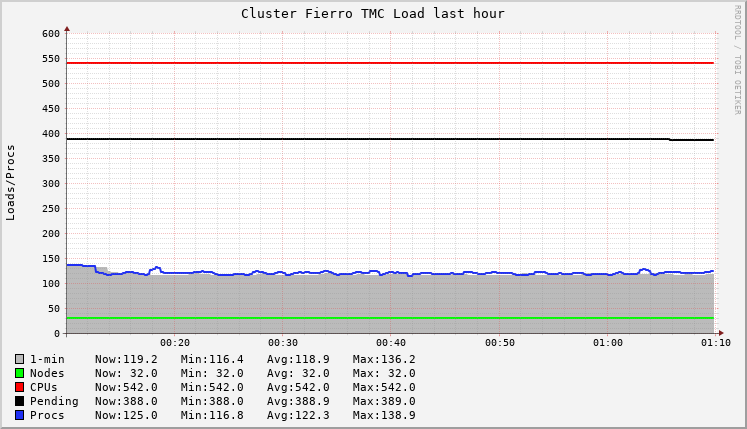 Cluster Fierro TMC Load last hour
RRDTOOL / TOBI OETIKER
Loads/Procs
600
550
500
450
400
350
300
250
200
150
100
50
0
00:20 00:30 00:40 00:50 01:00 01:10
1-min Now:119.2 Min:116.4 Avg:118.9 Max:136.2
Nodes Now: 32.0 Min: 32.0 Avg: 32.0 Max: 32.0
CPUs Now:542.0 Min:542.0 Avg:542.0 Max:542.0
Pending Now:388.0 Min:388.0 Avg:388.9 Max:389.0
Procs Now:125.0 Min:116.8 Avg:122.3 Max:138.9